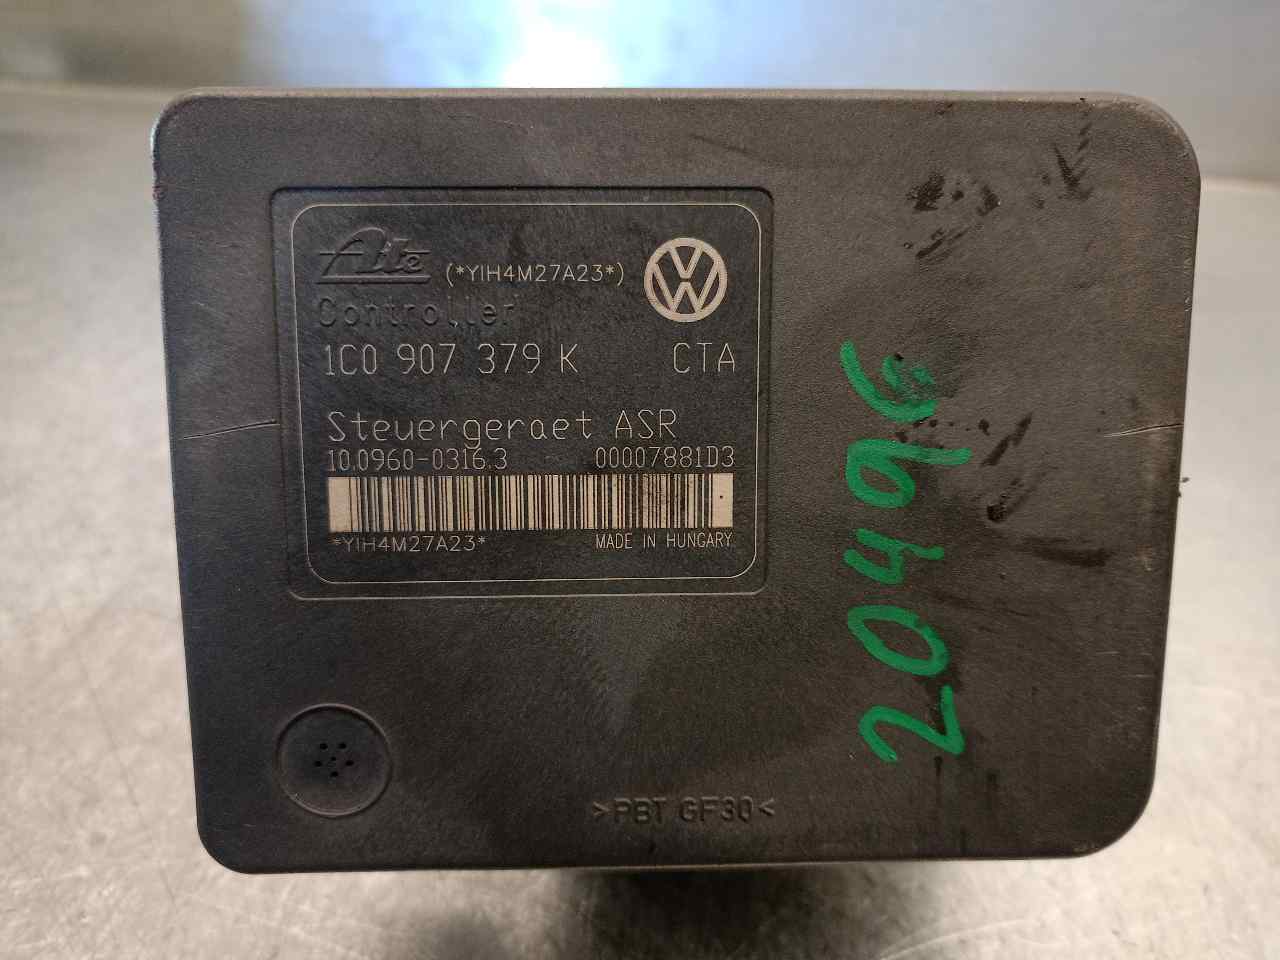 Ate (*YIH4M27A23*)
Controller
1C0 907 379 K CTA
Steuergeraet ASR
10.0960-0316.3 00007881D3
*YIH4M27A23* MADE IN HUNGARY
>PBT GF30<
20496